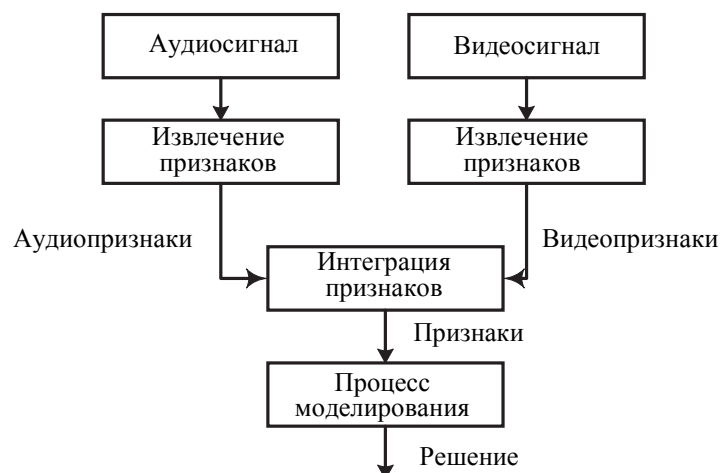 Аудиосигнал
Видеосигнал
Извлечение
признаков
Извлечение
признаков
Аудиопризнаки
Видеопризнаки
Интеграция
признаков
Признаки
Процесс
моделирования
Решение